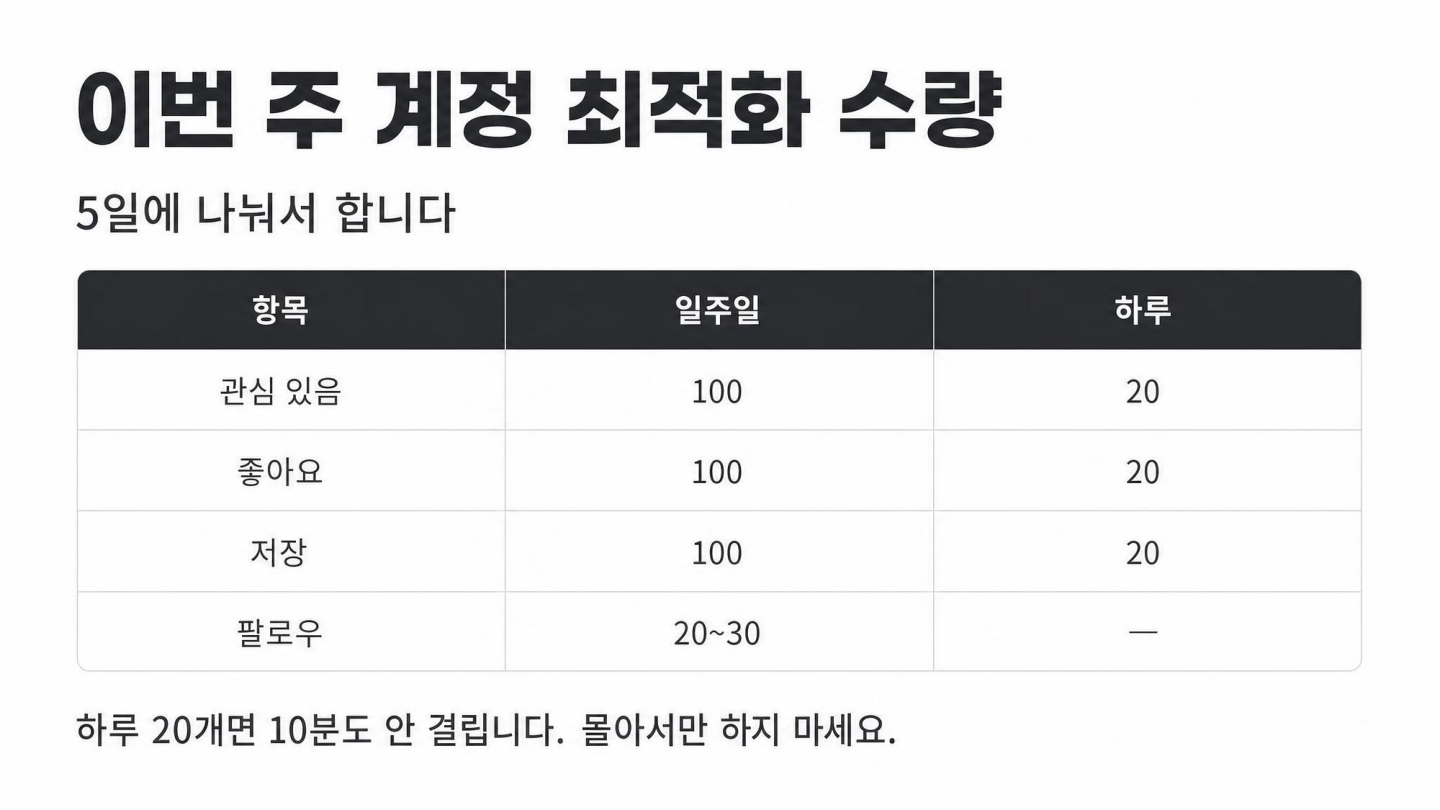 이번 주 계정 최적화 수량
5일에 나눠서 합니다
항목 일주일 하루
관심 있음 100 20
좋아요 100 20
저장 100 20
팔로우 20~30 —
하루 20개면 10분도 안 결립니다. 몰아서만 하지 마세요.